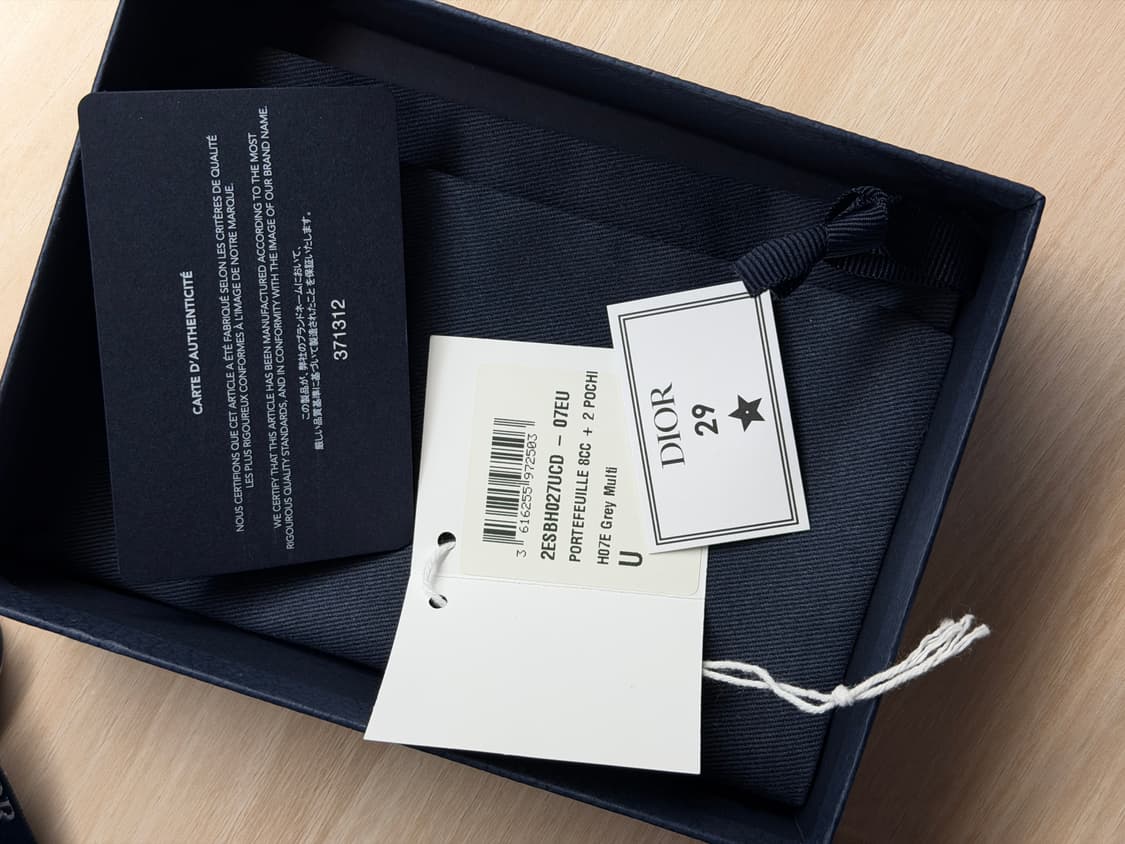 CARTE D'AUTHENTICITÉ
NOUS CERTIFIONS QUE CET ARTICLE A ÉTÉ FABRIQUÉ SELON LES CRITÈRES DE QUALITÉ
LES PLUS RIGOUREUX CONFORMES À L'IMAGE DE NOTRE MARQUE.
WE CERTIFY THAT THIS ARTICLE HAS BEEN MANUFACTURED ACCORDING TO THE MOST
RIGOUROUS QUALITY STANDARDS, AND IN CONFORMITY WITH THE IMAGE OF OUR BRAND NAME.
この製品が、弊社のブランドネームにおいて、
厳しい品質基準に基づいて製造されたことを保証いたします。
371312
3 616255 972503
2ESBH027UCD – 07EU
PORTEFEUILLE 8CC + 2 POCHI
H07E Grey Multi
U
DIOR
29